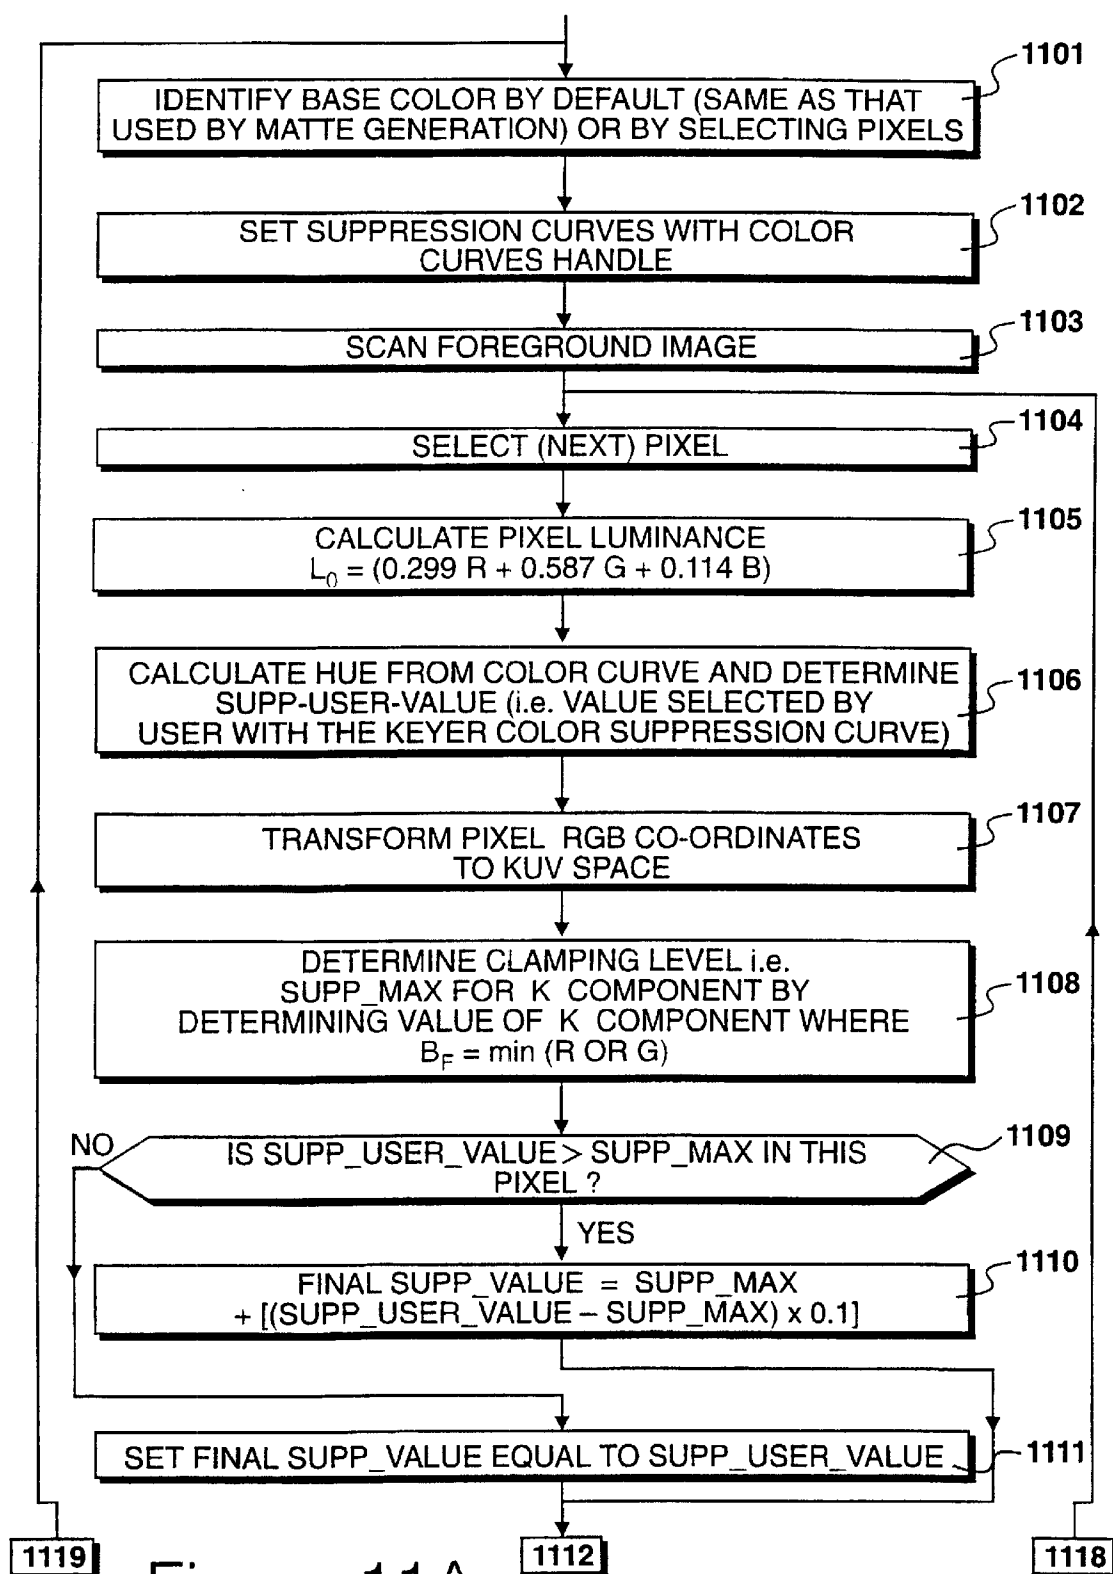 1101
IDENTIFY BASE COLOR BY DEFAULT (SAME AS THAT
USED BY MATTE GENERATION) OR BY SELECTING PIXELS
1102
SET SUPPRESSION CURVES WITH COLOR
CURVES HANDLE
1103
SCAN FOREGROUND IMAGE
1104
SELECT (NEXT) PIXEL
1105
CALCULATE PIXEL LUMINANCE
L₀ = (0.299 R + 0.587 G + 0.114 B)
1106
CALCULATE HUE FROM COLOR CURVE AND DETERMINE
SUPP-USER-VALUE (i.e. VALUE SELECTED BY
USER WITH THE KEYER COLOR SUPPRESSION CURVE)
1107
TRANSFORM PIXEL RGB CO-ORDINATES
TO KUV SPACE
1108
DETERMINE CLAMPING LEVEL i.e.
SUPP_MAX FOR K COMPONENT BY
DETERMINING VALUE OF K COMPONENT WHERE
B_F = min (R OR G)
1109
NO
IS SUPP_USER_VALUE > SUPP_MAX IN THIS
PIXEL ?
YES
1110
FINAL SUPP_VALUE = SUPP_MAX
+ [(SUPP_USER_VALUE – SUPP_MAX) x 0.1]
SET FINAL SUPP_VALUE EQUAL TO SUPP_USER_VALUE
1111
1119
1112
1118